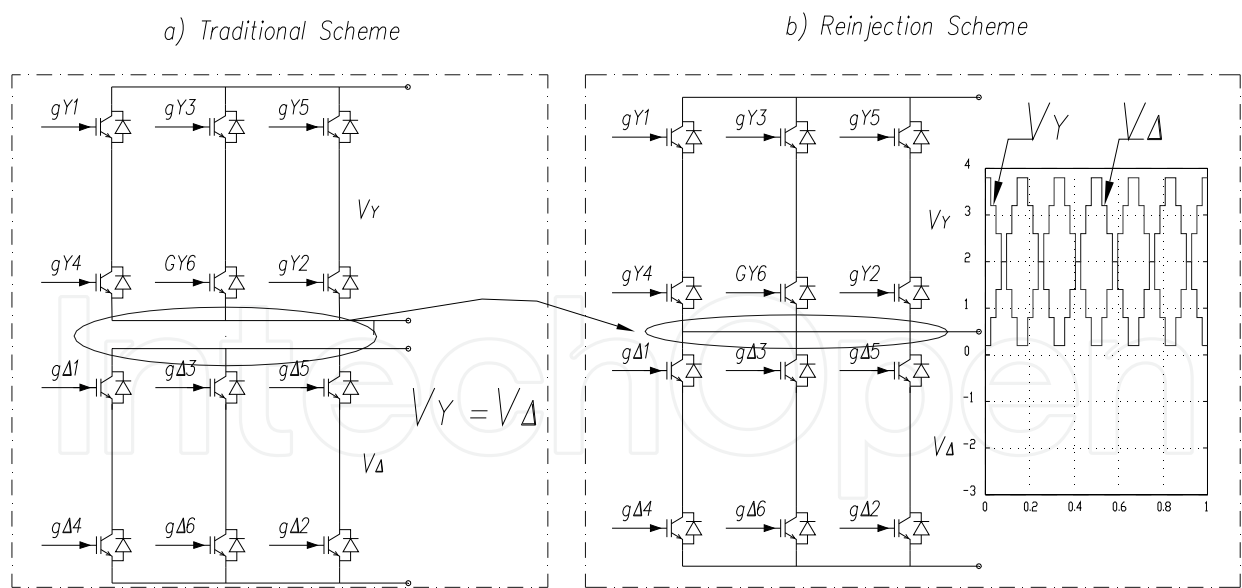 a) Traditional Scheme
gY1
gY3
gY5
VY
gY4
GY6
gY2
gΔ1
gΔ3
gΔ5
VY = VΔ
VΔ
gΔ4
gΔ6
gΔ2
b) Reinjection Scheme
gY1
gY3
gY5
VY
gY4
GY6
gY2
gΔ1
gΔ3
gΔ5
VΔ
gΔ4
gΔ6
gΔ2
VY
VΔ
4
3
2
1
0
-1
-2
-3
0
0.2
0.4
0.6
0.8
1
IntechOpen